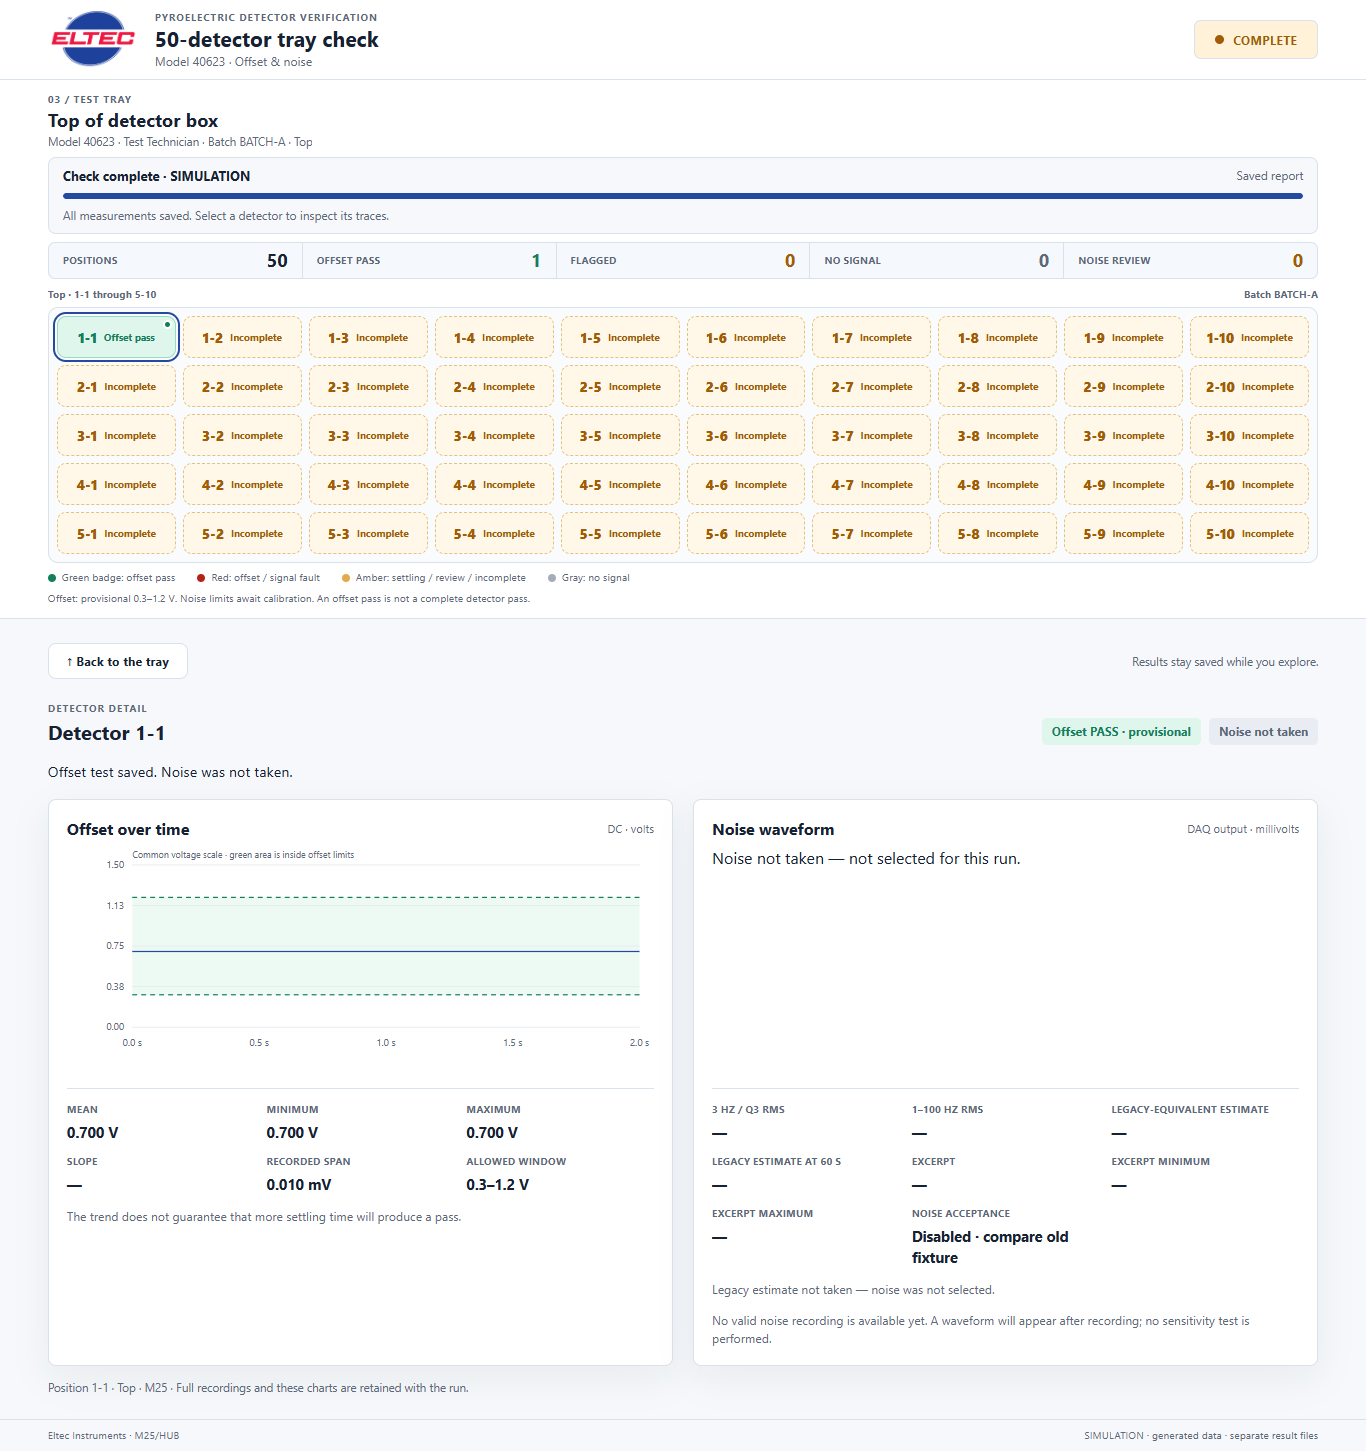 ELTEC
PYROELECTRIC DETECTOR VERIFICATION
50-detector tray check
Model 40623 · Offset & noise
COMPLETE
03 / TEST TRAY
Top of detector box
Model 40623 · Test Technician · Batch BATCH-A · Top
Check complete · SIMULATION
Saved report
All measurements saved. Select a detector to inspect its traces.
POSITIONS 50
OFFSET PASS 1
FLAGGED 0
NO SIGNAL 0
NOISE REVIEW 0
Top · 1-1 through 5-10
Batch BATCH-A
1-1 Offset pass
1-2 Incomplete
1-3 Incomplete
1-4 Incomplete
1-5 Incomplete
1-6 Incomplete
1-7 Incomplete
1-8 Incomplete
1-9 Incomplete
1-10 Incomplete
2-1 Incomplete
2-2 Incomplete
2-3 Incomplete
2-4 Incomplete
2-5 Incomplete
2-6 Incomplete
2-7 Incomplete
2-8 Incomplete
2-9 Incomplete
2-10 Incomplete
3-1 Incomplete
3-2 Incomplete
3-3 Incomplete
3-4 Incomplete
3-5 Incomplete
3-6 Incomplete
3-7 Incomplete
3-8 Incomplete
3-9 Incomplete
3-10 Incomplete
4-1 Incomplete
4-2 Incomplete
4-3 Incomplete
4-4 Incomplete
4-5 Incomplete
4-6 Incomplete
4-7 Incomplete
4-8 Incomplete
4-9 Incomplete
4-10 Incomplete
5-1 Incomplete
5-2 Incomplete
5-3 Incomplete
5-4 Incomplete
5-5 Incomplete
5-6 Incomplete
5-7 Incomplete
5-8 Incomplete
5-9 Incomplete
5-10 Incomplete
Green badge: offset pass
Red: offset / signal fault
Amber: settling / review / incomplete
Gray: no signal
Offset: provisional 0.3–1.2 V. Noise limits await calibration. An offset pass is not a complete detector pass.
↑ Back to the tray
Results stay saved while you explore.
DETECTOR DETAIL
Detector 1-1
Offset PASS · provisional
Noise not taken
Offset test saved. Noise was not taken.
Offset over time
DC · volts
Common voltage scale · green area is inside offset limits
1.50
1.13
0.75
0.38
0.00
0.0 s
0.5 s
1.0 s
1.5 s
2.0 s
MEAN
0.700 V
MINIMUM
0.700 V
MAXIMUM
0.700 V
SLOPE
—
RECORDED SPAN
0.010 mV
ALLOWED WINDOW
0.3–1.2 V
The trend does not guarantee that more settling time will produce a pass.
Noise waveform
DAQ output · millivolts
Noise not taken — not selected for this run.
3 HZ / Q3 RMS
—
1–100 HZ RMS
—
LEGACY-EQUIVALENT ESTIMATE
—
LEGACY ESTIMATE AT 60 S
—
EXCERPT
—
EXCERPT MINIMUM
—
EXCERPT MAXIMUM
—
NOISE ACCEPTANCE
Disabled · compare old
fixture
Legacy estimate not taken — noise was not selected.
No valid noise recording is available yet. A waveform will appear after recording; no sensitivity test is
performed.
Position 1-1 · Top · M25 · Full recordings and these charts are retained with the run.
Eltec Instruments · M25/HUB
SIMULATION · generated data · separate result files